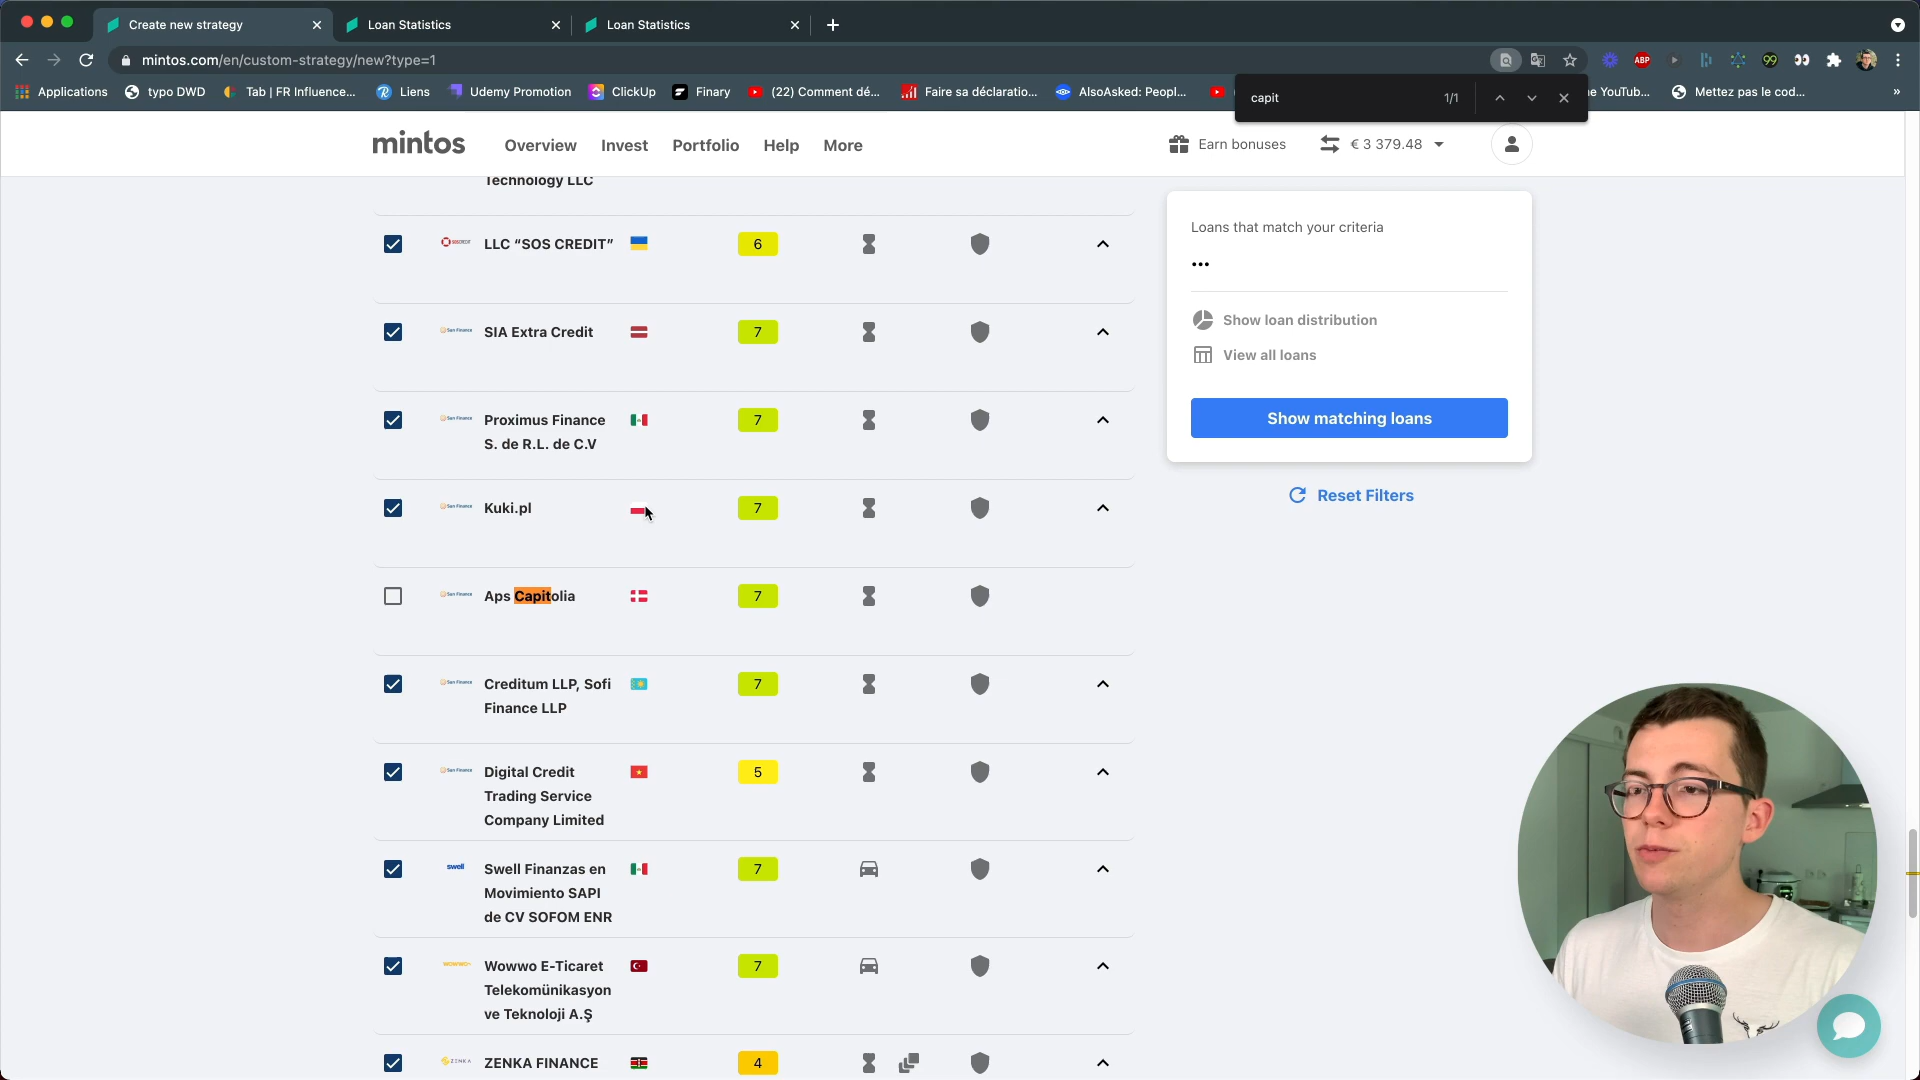 Create new strategy
Loan Statistics
Loan Statistics
mintos.com/en/custom-strategy/new?type=1
ABP
99
Applications
typo DWD
Tab | FR Influence...
Liens
Udemy Promotion
ClickUp
Finary
(22) Comment dé...
Faire sa déclaratio...
AlsoAsked: Peopl...
ne YouTub...
Mettez pas le cod...
»
capit
1/1
mintos
Overview
Invest
Portfolio
Help
More
Earn bonuses
€ 3 379.48
Technology LLC
LLC “SOS CREDIT”
6
SIA Extra Credit
7
Proximus Finance
S. de R.L. de C.V
7
Kuki.pl
7
Aps Capitolia
7
Creditum LLP, Sofi
Finance LLP
7
Digital Credit
Trading Service
Company Limited
5
swell
Swell Finanzas en
Movimiento SAPI
de CV SOFOM ENR
7
wowwo
Wowwo E-Ticaret
Telekomünikasyon
ve Teknoloji A.Ş
7
ZENKA
ZENKA FINANCE
4
Loans that match your criteria
...
Show loan distribution
View all loans
Show matching loans
Reset Filters